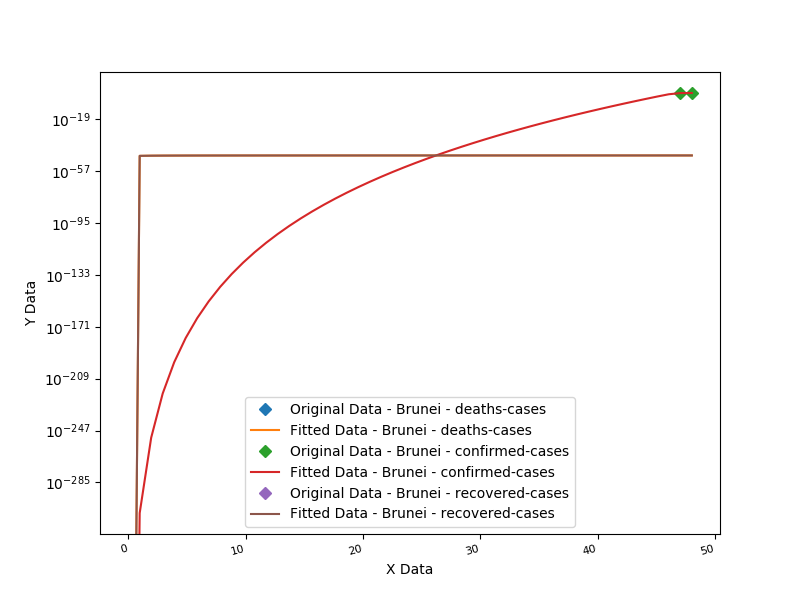 10^-19
10^-57
10^-95
10^-133
10^-171
10^-209
10^-247
10^-285
Y Data
Original Data - Brunei - deaths-cases
Fitted Data - Brunei - deaths-cases
Original Data - Brunei - confirmed-cases
Fitted Data - Brunei - confirmed-cases
Original Data - Brunei - recovered-cases
Fitted Data - Brunei - recovered-cases
0 10 20 30 40 50
X Data